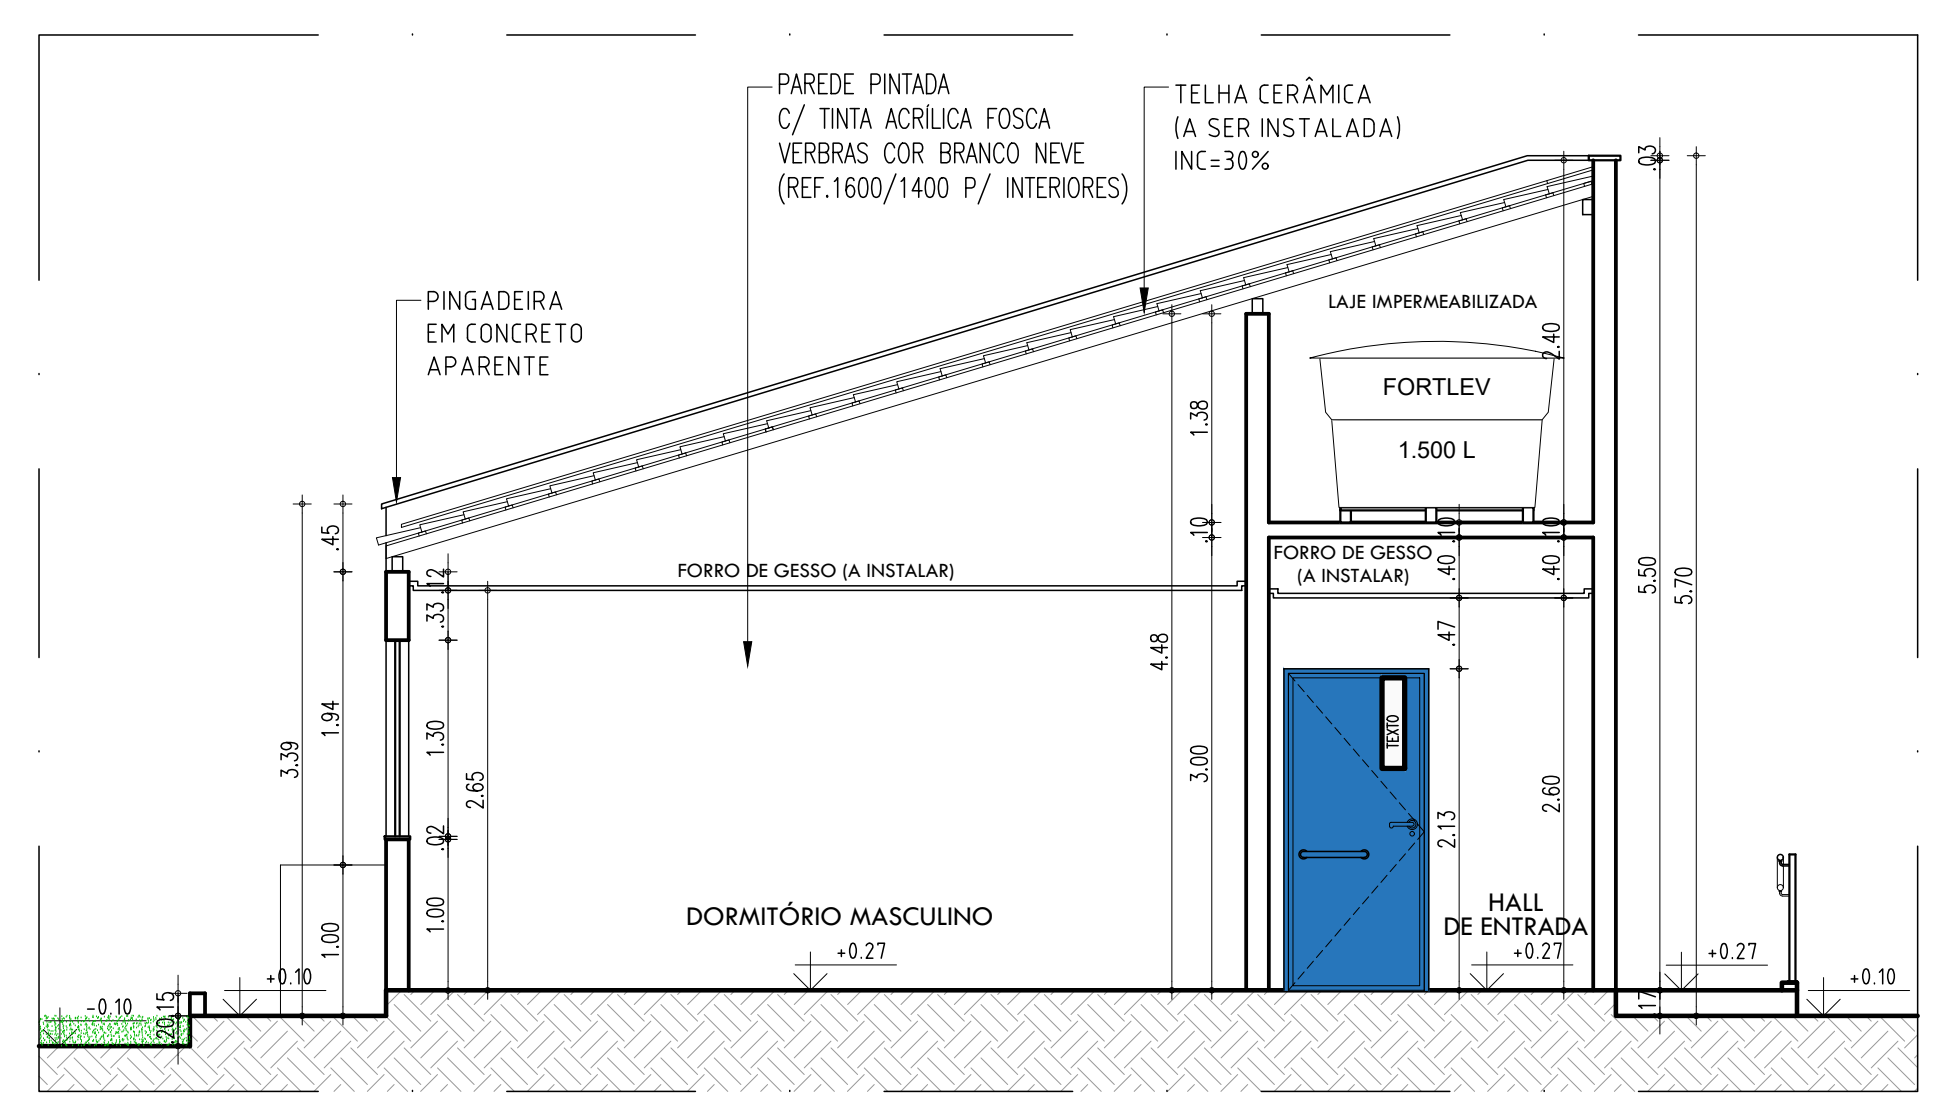 PAREDE PINTADA
C/ TINTA ACRÍLICA FOSCA
VERBRAS COR BRANCO NEVE
(REF.1600/1400 P/ INTERIORES)
TELHA CERÂMICA
(A SER INSTALADA)
INC=30%
PINGADEIRA
EM CONCRETO
APARENTE
LAJE IMPERMEABILIZADA
FORTLEV
1.500 L
FORRO DE GESSO (A INSTALAR)
FORRO DE GESSO
(A INSTALAR)
TEXTO
DORMITÓRIO MASCULINO
HALL
DE ENTRADA
+0.27
+0.27
+0.27
+0.10
+0.10
-0.10
.15
.20
3.39
.45
1.94
1.00
.12
.33
1.30
.02
1.00
2.65
4.48
1.38
.10
3.00
.10
.40
.47
2.13
2.40
.10
.40
2.60
.03
5.50
.17
5.70